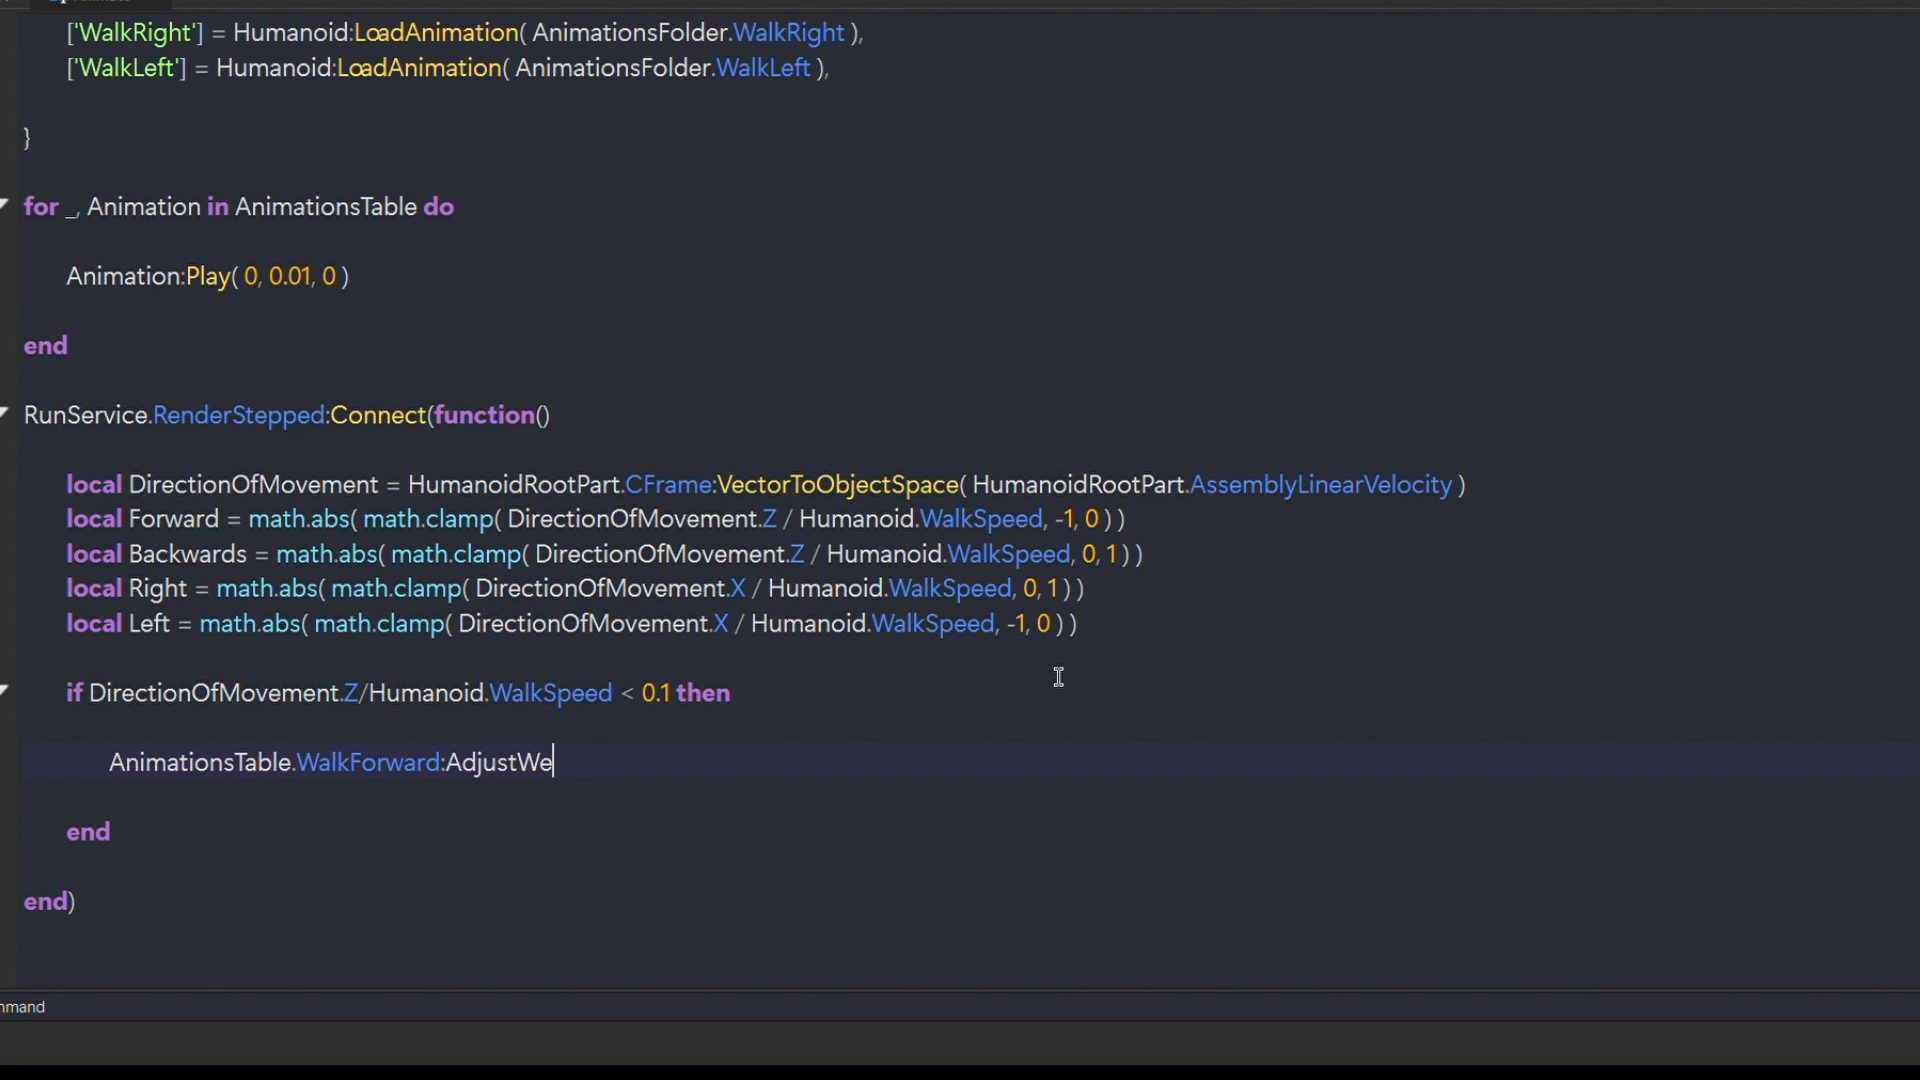 ['WalkRight'] = Humanoid:LoadAnimation( AnimationsFolder.WalkRight ),
['WalkLeft'] = Humanoid:LoadAnimation( AnimationsFolder.WalkLeft ),
}
for _, Animation in AnimationsTable do
Animation:Play( 0, 0.01, 0 )
end
RunService.RenderStepped:Connect(function()
local DirectionOfMovement = HumanoidRootPart.CFrame:VectorToObjectSpace( HumanoidRootPart.AssemblyLinearVelocity )
local Forward = math.abs( math.clamp( DirectionOfMovement.Z / Humanoid.WalkSpeed, -1, 0 ) )
local Backwards = math.abs( math.clamp( DirectionOfMovement.Z / Humanoid.WalkSpeed, 0, 1 ) )
local Right = math.abs( math.clamp( DirectionOfMovement.X / Humanoid.WalkSpeed, 0, 1 ) )
local Left = math.abs( math.clamp( DirectionOfMovement.X / Humanoid.WalkSpeed, -1, 0 ) )
if DirectionOfMovement.Z/Humanoid.WalkSpeed < 0.1 then
AnimationsTable.WalkForward:AdjustWe
end
end)
mmand